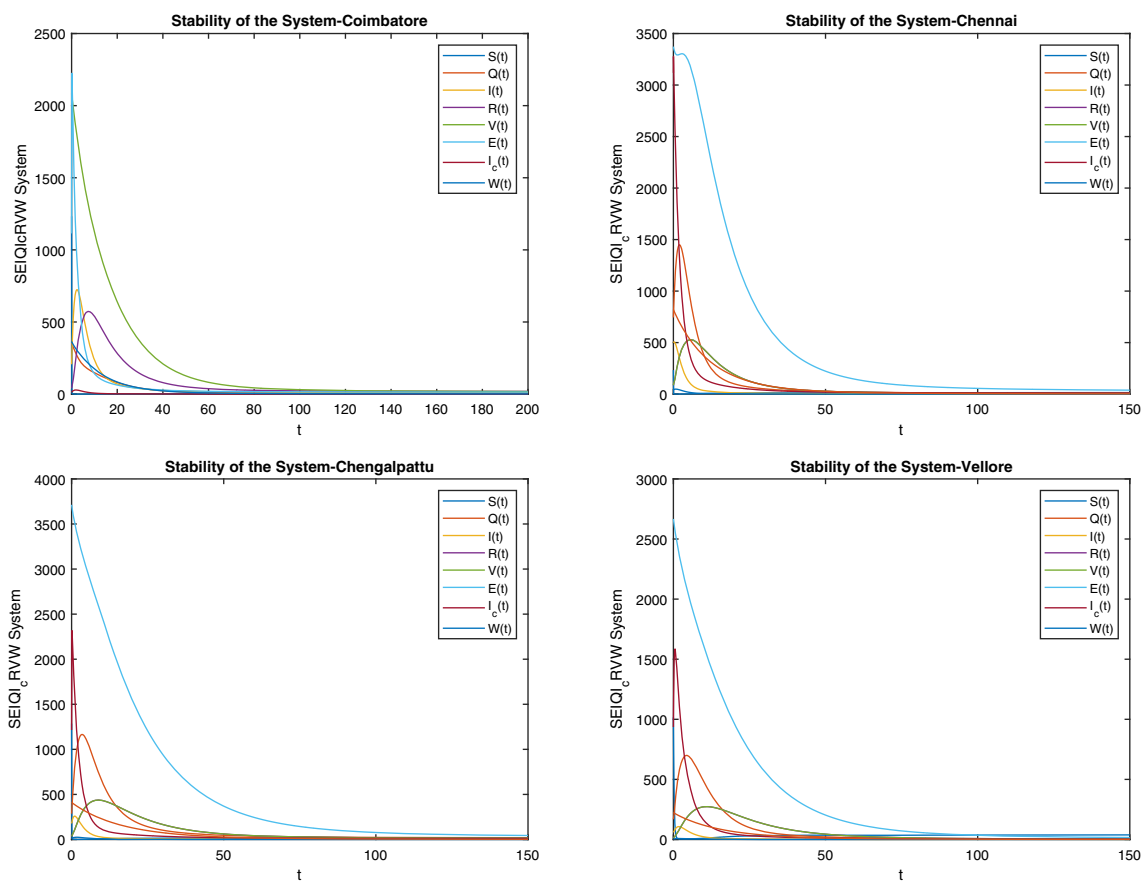 Stability of the System-Coimbatore
2500
2000
1500
1000
500
0
0 20 40 60 80 100 120 140 160 180 200
t
SEIQIcRVW System
S(t)
Q(t)
I(t)
R(t)
V(t)
E(t)
I_c(t)
W(t)
Stability of the System-Chennai
3500
3000
2500
2000
1500
1000
500
0
0 50 100 150
t
SEIQI_cRVW System
S(t)
Q(t)
I(t)
R(t)
V(t)
E(t)
I_c(t)
W(t)
Stability of the System-Chengalpattu
4000
3500
3000
2500
2000
1500
1000
500
0
0 50 100 150
t
SEIQI_cRVW System
S(t)
Q(t)
I(t)
R(t)
V(t)
E(t)
I_c(t)
W(t)
Stability of the System-Vellore
3000
2500
2000
1500
1000
500
0
0 50 100 150
t
SEIQI_cRVW System
S(t)
Q(t)
I(t)
R(t)
V(t)
E(t)
I_c(t)
W(t)